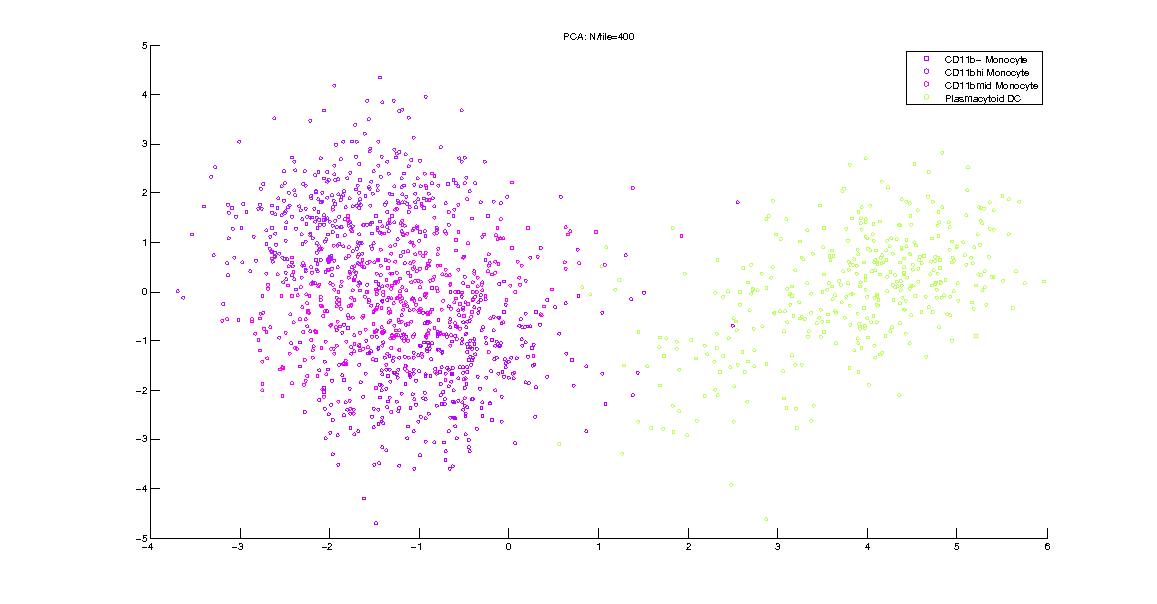 PCA: N/file=400
CD11b- Monocyte
CD11bhi Monocyte
CD11bmid Monocyte
Plasmacytoid DC
5
4
3
2
1
0
-1
-2
-3
-4
-5
-4 -3 -2 -1 0 1 2 3 4 5 6